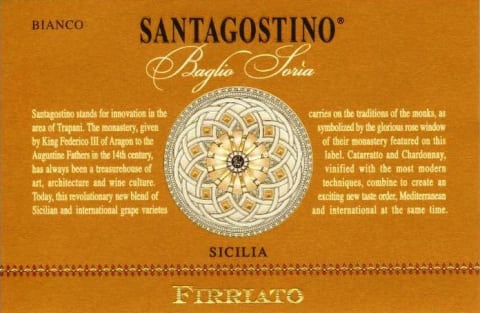 BIANCO
SANTAGOSTINO®
Baglio Sorìa
Santagostino stands for innovation in the
area of Trapani. The monastery, given
by King Federico III of Aragon to the
Augustine Fathers in the 14th century,
has always been a treasurehouse of
art, architecture and wine culture.
Today, this revolutionary new blend of
Sicilian and international grape varieties
carries on the traditions of the monks, as
symbolized by the glorious rose window
of their monastery featured on this
label. Catarratto and Chardonnay,
vinified with the most modern
techniques, combine to create an
exciting new taste order, Mediterranean
and international at the same time.
SICILIA
FIRRIATO